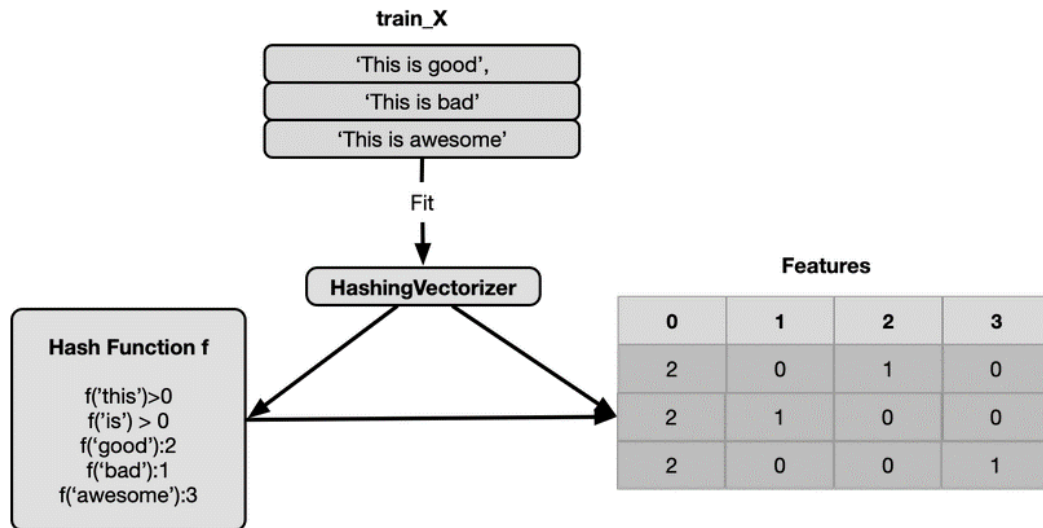 train_X
‘This is good’,
‘This is bad’
‘This is awesome’
Fit
HashingVectorizer
Hash Function f
f(’this’)>0
f(’is’) > 0
f(‘good’):2
f(‘bad’):1
f(‘awesome’):3
Features
0 1 2 3
2 0 1 0
2 1 0 0
2 0 0 1